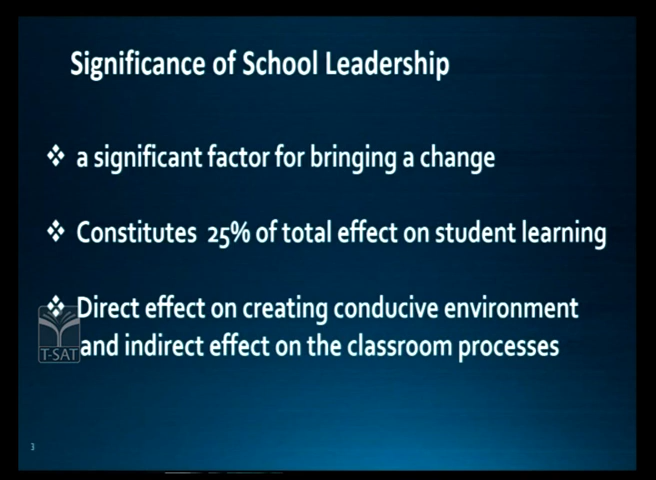 Significance of School Leadership
❖ a significant factor for bringing a change
❖ Constitutes 25% of total effect on student learning
❖ Direct effect on creating conducive environment
and indirect effect on the classroom processes
T-SAT
3